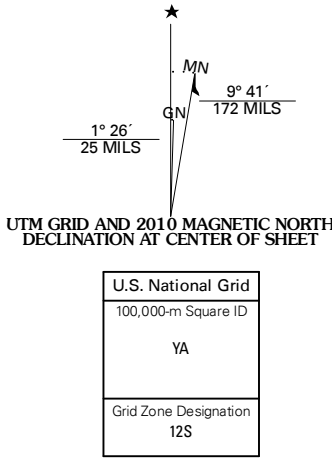 ★
MN
GN
9° 41´
172 MILS
1° 26´
25 MILS
UTM GRID AND 2010 MAGNETIC NORTH
DECLINATION AT CENTER OF SHEET
U.S. National Grid
100,000-m Square ID
YA
Grid Zone Designation
12S